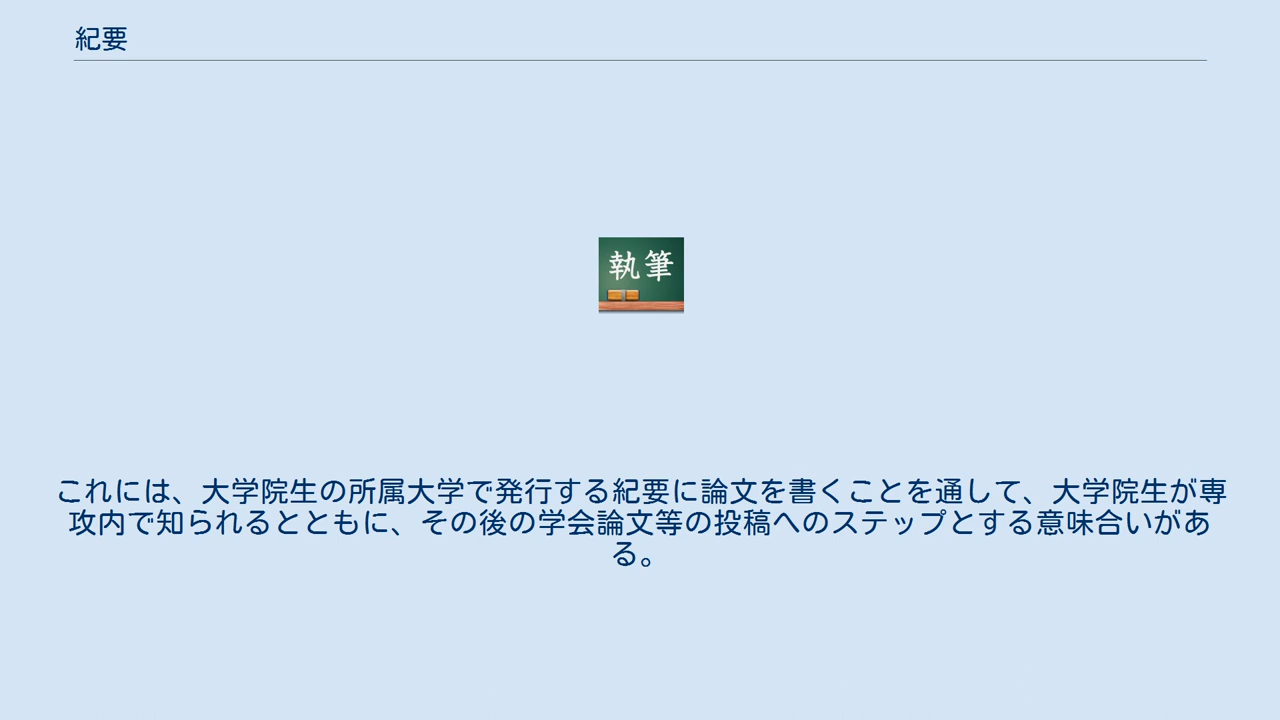 紀要
執筆
これには、大学院生の所属大学で発行する紀要に論文を書くことを通して、大学院生が専
攻内で知られるとともに、その後の学会論文等の投稿へのステップとする意味合いがあ
る。